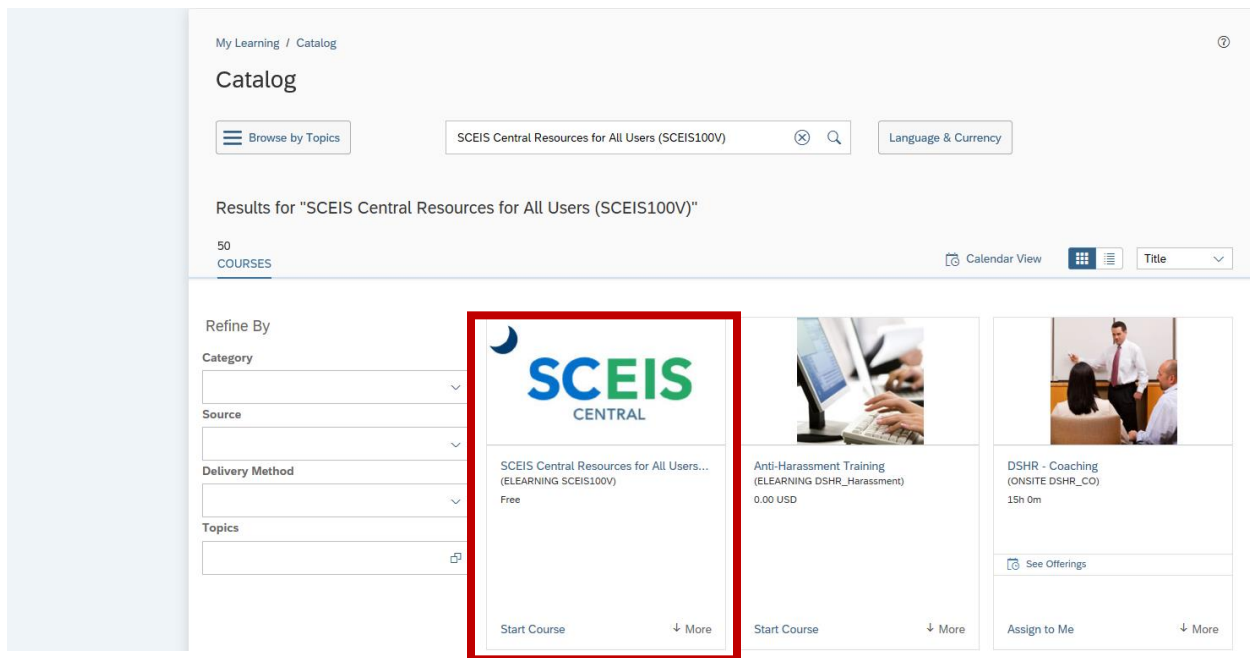 My Learning / Catalog
Catalog
Browse by Topics
SCEIS Central Resources for All Users (SCEIS100V)
Language & Currency
Results for "SCEIS Central Resources for All Users (SCEIS100V)"
50
COURSES
Calendar View
Title
Refine By
Category
Source
Delivery Method
Topics
SCEIS
CENTRAL
SCEIS Central Resources for All Users...
(ELEARNING SCEIS100V)
Free
Start Course
More
Anti-Harassment Training
(ELEARNING DSHR_Harassment)
0.00 USD
Start Course
More
DSHR - Coaching
(ONSITE DSHR_CO)
15h 0m
See Offerings
Assign to Me
More